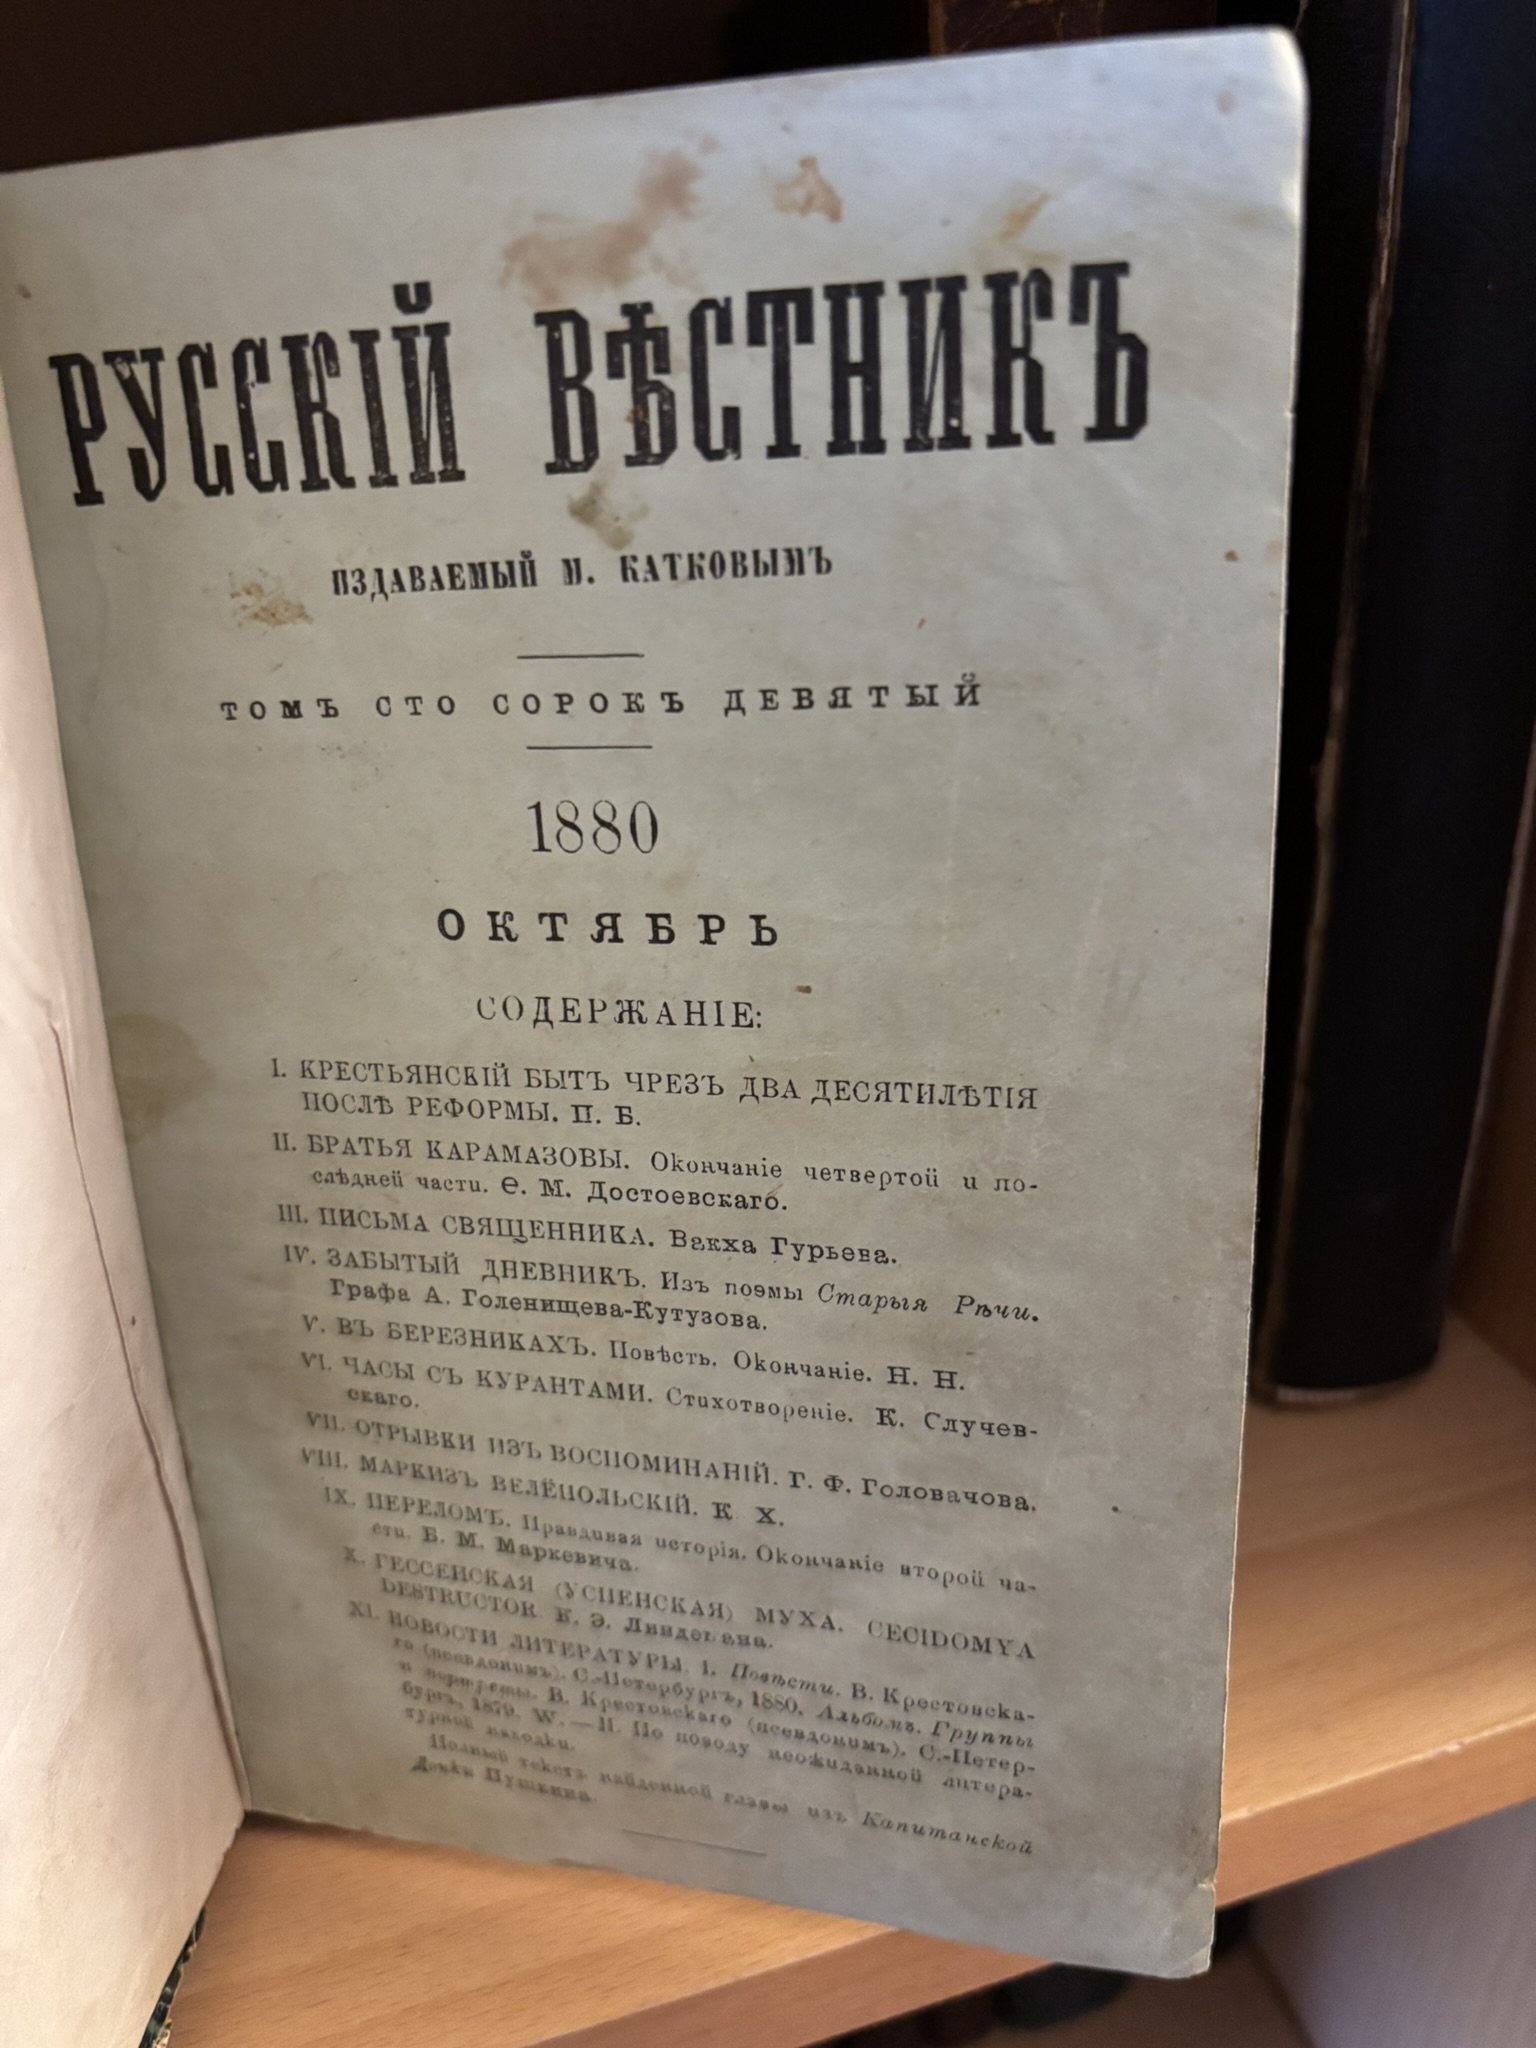 РУССКІЙ ВѢСТНИКЪ
ИЗДАВАЕМЫЙ М. КАТКОВЫМЪ
ТОМЪ СТО СОРОКЪ ДЕВЯТЫЙ
1880
ОКТЯБРЬ
СОДЕРЖАНІЕ:
I. КРЕСТЬЯНСКІЙ БЫТЪ ЧРЕЗЪ ДВА ДЕСЯТИЛѢТІЯ
ПОСЛѢ РЕФОРМЫ. П. Б.
II. БРАТЬЯ КАРАМАЗОВЫ. Окончаніе четвертой и по-
слѣдней части. Ѳ. М. Достоевскаго.
III. ПИСЬМА СВЯЩЕННИКА. Вакха Гурьева.
IV. ЗАБЫТЫЙ ДНЕВНИКЪ. Изъ поэмы Старыя Рѣчи.
Графа А. Голенищева-Кутузова.
V. ВЪ БЕРЕЗНИКАХЪ. Повѣсть. Окончаніе. Н. Н.
VI. ЧАСЫ СЪ КУРАНТАМИ. Стихотвореніе. К. Случев-
скаго.
VII. ОТРЫВКИ ИЗЪ ВОСПОМИНАНІЙ. Г. Ф. Головачова.
VIII. МАРКИЗЪ ВЕЛЁПОЛЬСКІЙ. К. Х.
IX. ПЕРЕЛОМЪ. Правдивая исторія. Окончаніе второй ча-
сти. Б. М. Маркевича.
X. ГЕССЕНСКАЯ (УСПЕНСКАЯ) МУХА. CECIDOMYA
DESTRUCTOR. К. Э. Линдемана.
XI. НОВОСТИ ЛИТЕРАТУРЫ. I. Повѣсти. В. Крестовска-
го (псевдонимъ). С.-Петербургъ, 1880. Альбомъ. Группы
и портреты. В. Крестовскаго (псевдонимъ). С.-Петер-
бургъ, 1879. W. — II. По поводу неожиданной литера-
турной находки.
Полный текстъ найденной главы изъ Капитанской
Дочки Пушкина.